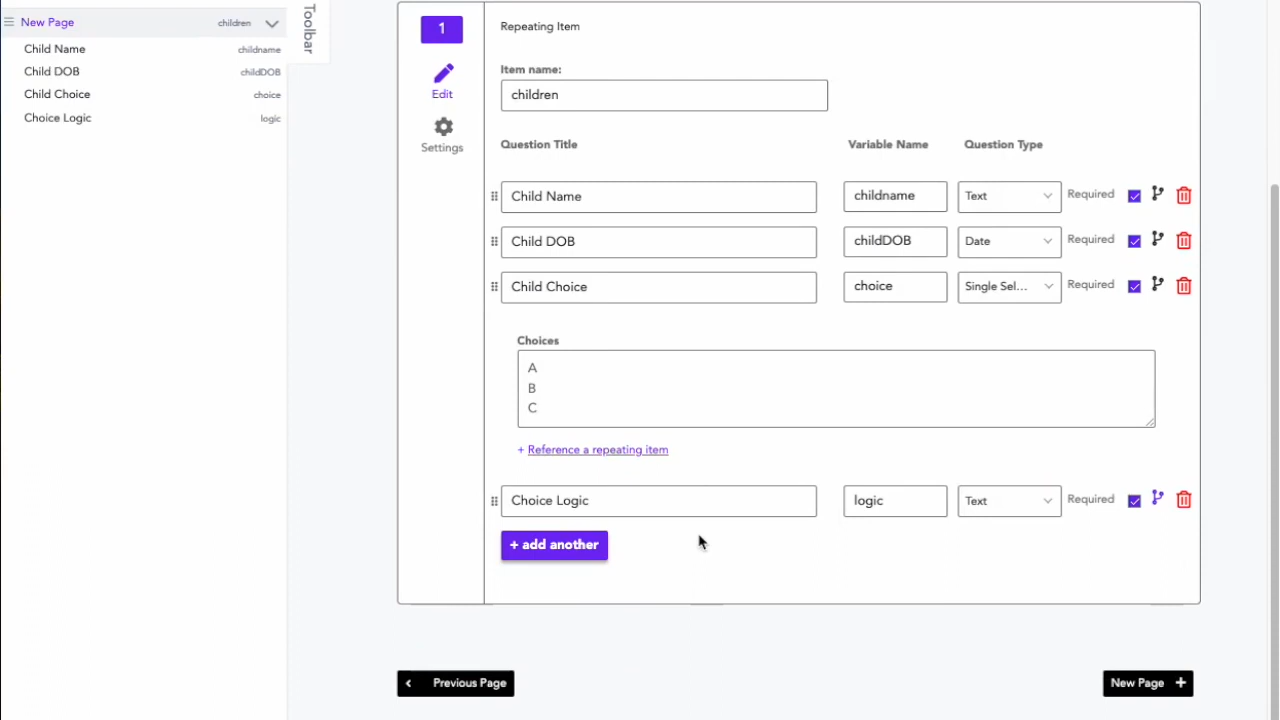 New Page children
Child Name childname
Child DOB childDOB
Child Choice choice
Choice Logic logic
Toolbar
1
Edit
Settings
Repeating Item
Item name:
children
Question Title Variable Name Question Type
Child Name childname Text Required
Child DOB childDOB Date Required
Child Choice choice Single Sel... Required
Choices
A
B
C
+ Reference a repeating item
Choice Logic logic Text Required
+ add another
Previous Page
New Page +